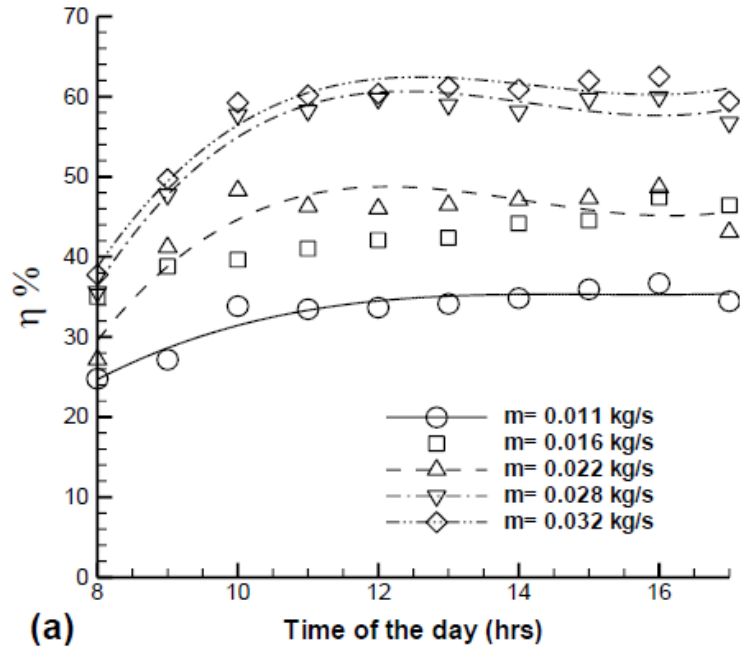 70
60
50
40
30
20
10
0
η %
m= 0.011 kg/s
m= 0.016 kg/s
m= 0.022 kg/s
m= 0.028 kg/s
m= 0.032 kg/s
8 10 12 14 16
(a) Time of the day (hrs)